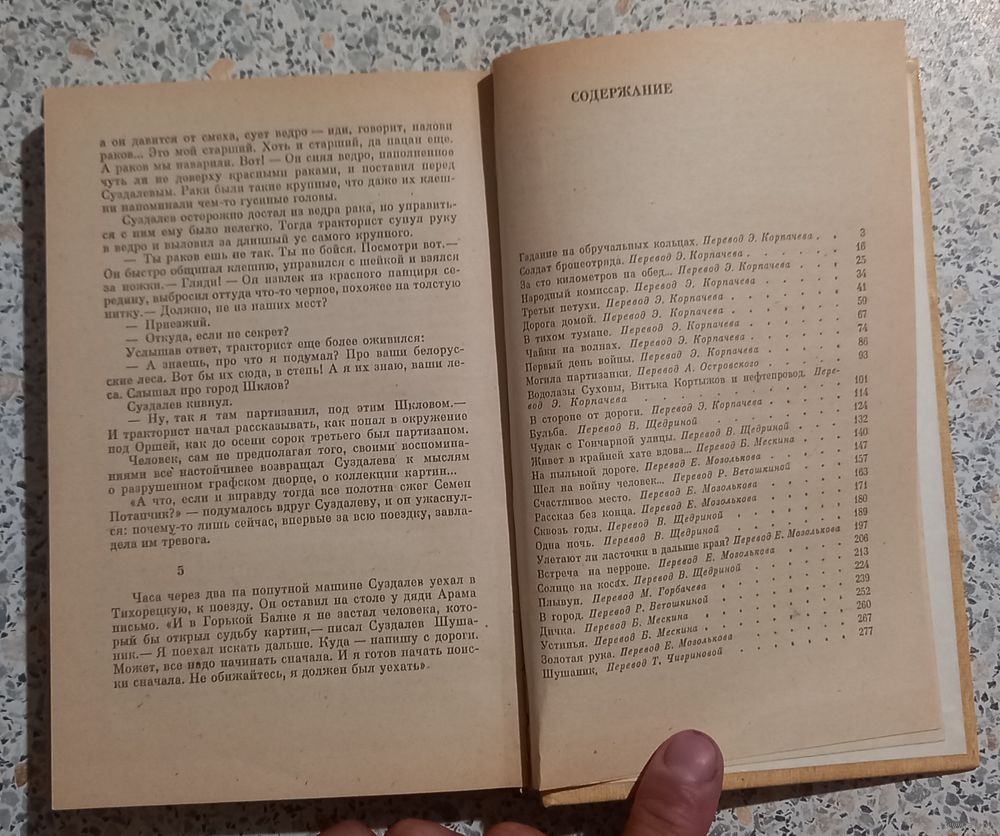 а он давится от смеха, сует ведро — иди, говорит, налови
раков... Это мой старший. Хоть и старший, да пацан еще.
А раков мы наварили. Вот! — Он снял ведро, наполненное
чуть ли не доверху красными раками, и поставил перед
Суздалевым. Раки были такие крупные, что даже их клеш-
ни напоминали чем-то гусиные головы.
Суздалев осторожно достал из ведра рака, но управить-
ся с ним ему было нелегко. Тогда тракторист сунул руку
в ведро и выловил за длинный ус самого крупного.
— Ты раков ешь не так. Ты не бойся. Посмотри вот.—
Он быстро общипал клешню, управился с шейкой и взялся
за ножки.— Гляди! — Он извлек из красного панциря се-
редину, выбросил оттуда что-то черное, похожее на толстую
нитку.— Должно, не из наших мест?
— Приезжий.
— Откуда, если не секрет?
Услышав ответ, тракторист еще более оживился:
— А знаешь, про что я подумал? Про ваши белорус-
ские леса. Вот бы их сюда, в степь! А я их знаю, ваши ле-
са. Слышал про город Шклов?
Суздалев кивнул.
— Ну, так я там партизанил, под этим Шкловом.—
И тракторист начал рассказывать, как попал в окружение
под Оршей, как до осени сорок третьего был партизаном.
Человек, сам не предполагая того, своими воспомина-
ниями все настойчивее возвращал Суздалева к мыслям
о разрушенном графском дворце, о коллекции картин...
«А что, если и вправду тогда все полотна сжег Семен
Потапчик?» — подумалось вдруг Суздалеву, и он ужаснул-
ся: почему-то лишь сейчас, впервые за всю поездку, завла-
дела им тревога.
5
Часа через два на попутной машине Суздалев уехал в
Тихорецкую, к поезду. Он оставил на столе у дяди Арама
письмо. «И в Горькой Балке я не застал человека, кото-
рый бы открыл судьбу картин,— писал Суздалев Шуша-
ник.— Я поехал искать дальше. Куда — напишу с дороги.
Может, все надо начинать сначала. И я готов начать поис-
ки сначала. Не обижайтесь, я должен был уехать».
СОДЕРЖАНИЕ
Гадание на обручальных кольцах. Перевод Э. Корпачева . . 3
Солдат бронеотряда. Перевод Э. Корпачева . . . 16
За сто километров на обед... Перевод Э. Корпачева . . 25
Народный комиссар. Перевод Э. Корпачева . . . 34
Третьи петухи. Перевод Э. Корпачева . . . 41
Дорога домой. Перевод Э. Корпачева . . . 59
В тихом тумане. Перевод Э. Корпачева . . . 67
Чайки на волнах. Перевод Э. Корпачева . . . 74
Первый день войны. Перевод Э. Корпачева . . . 86
Могила партизанки. Перевод А. Островского . . . 93
Водолазы Суховы, Витька Кортыжов и нефтепровод. Пере-
вод Э. Корпачева . . . 101
В стороне от дороги. Перевод Э. Корпачева . . . 114
Бульба. Перевод В. Щедриной . . . 124
Чудак с Гончарной улицы. Перевод В. Щедриной . . 132
Живет в крайней хате вдова... Перевод Б. Мескина . . 140
На пыльной дороге. Перевод Е. Мозолькова . . . 147
Шел на войну человек... Перевод Р. Ветошкиной . . 157
Счастливое место. Перевод Е. Мозолькова . . . 163
Рассказ без конца. Перевод Е. Мозолькова . . . 171
Сквозь годы. Перевод В. Щедриной . . . 180
Одна ночь. Перевод В. Щедриной . . . 189
Улетают ли ласточки в дальние края? Перевод Е. Мозолькова 197
Встреча на перроне. Перевод Е. Мозолькова . . . 206
Солнце на косах. Перевод В. Щедриной . . . 213
Плывун. Перевод М. Горбачева . . . 224
В город. Перевод Р. Ветошкиной . . . 239
Дичка. Перевод Б. Мескина . . . 252
Устинья. Перевод Б. Мескина . . . 260
Золотая рука. Перевод Е. Мозолькова . . . 267
Шушаник, Перевод Т. Чигриновой . . . 277